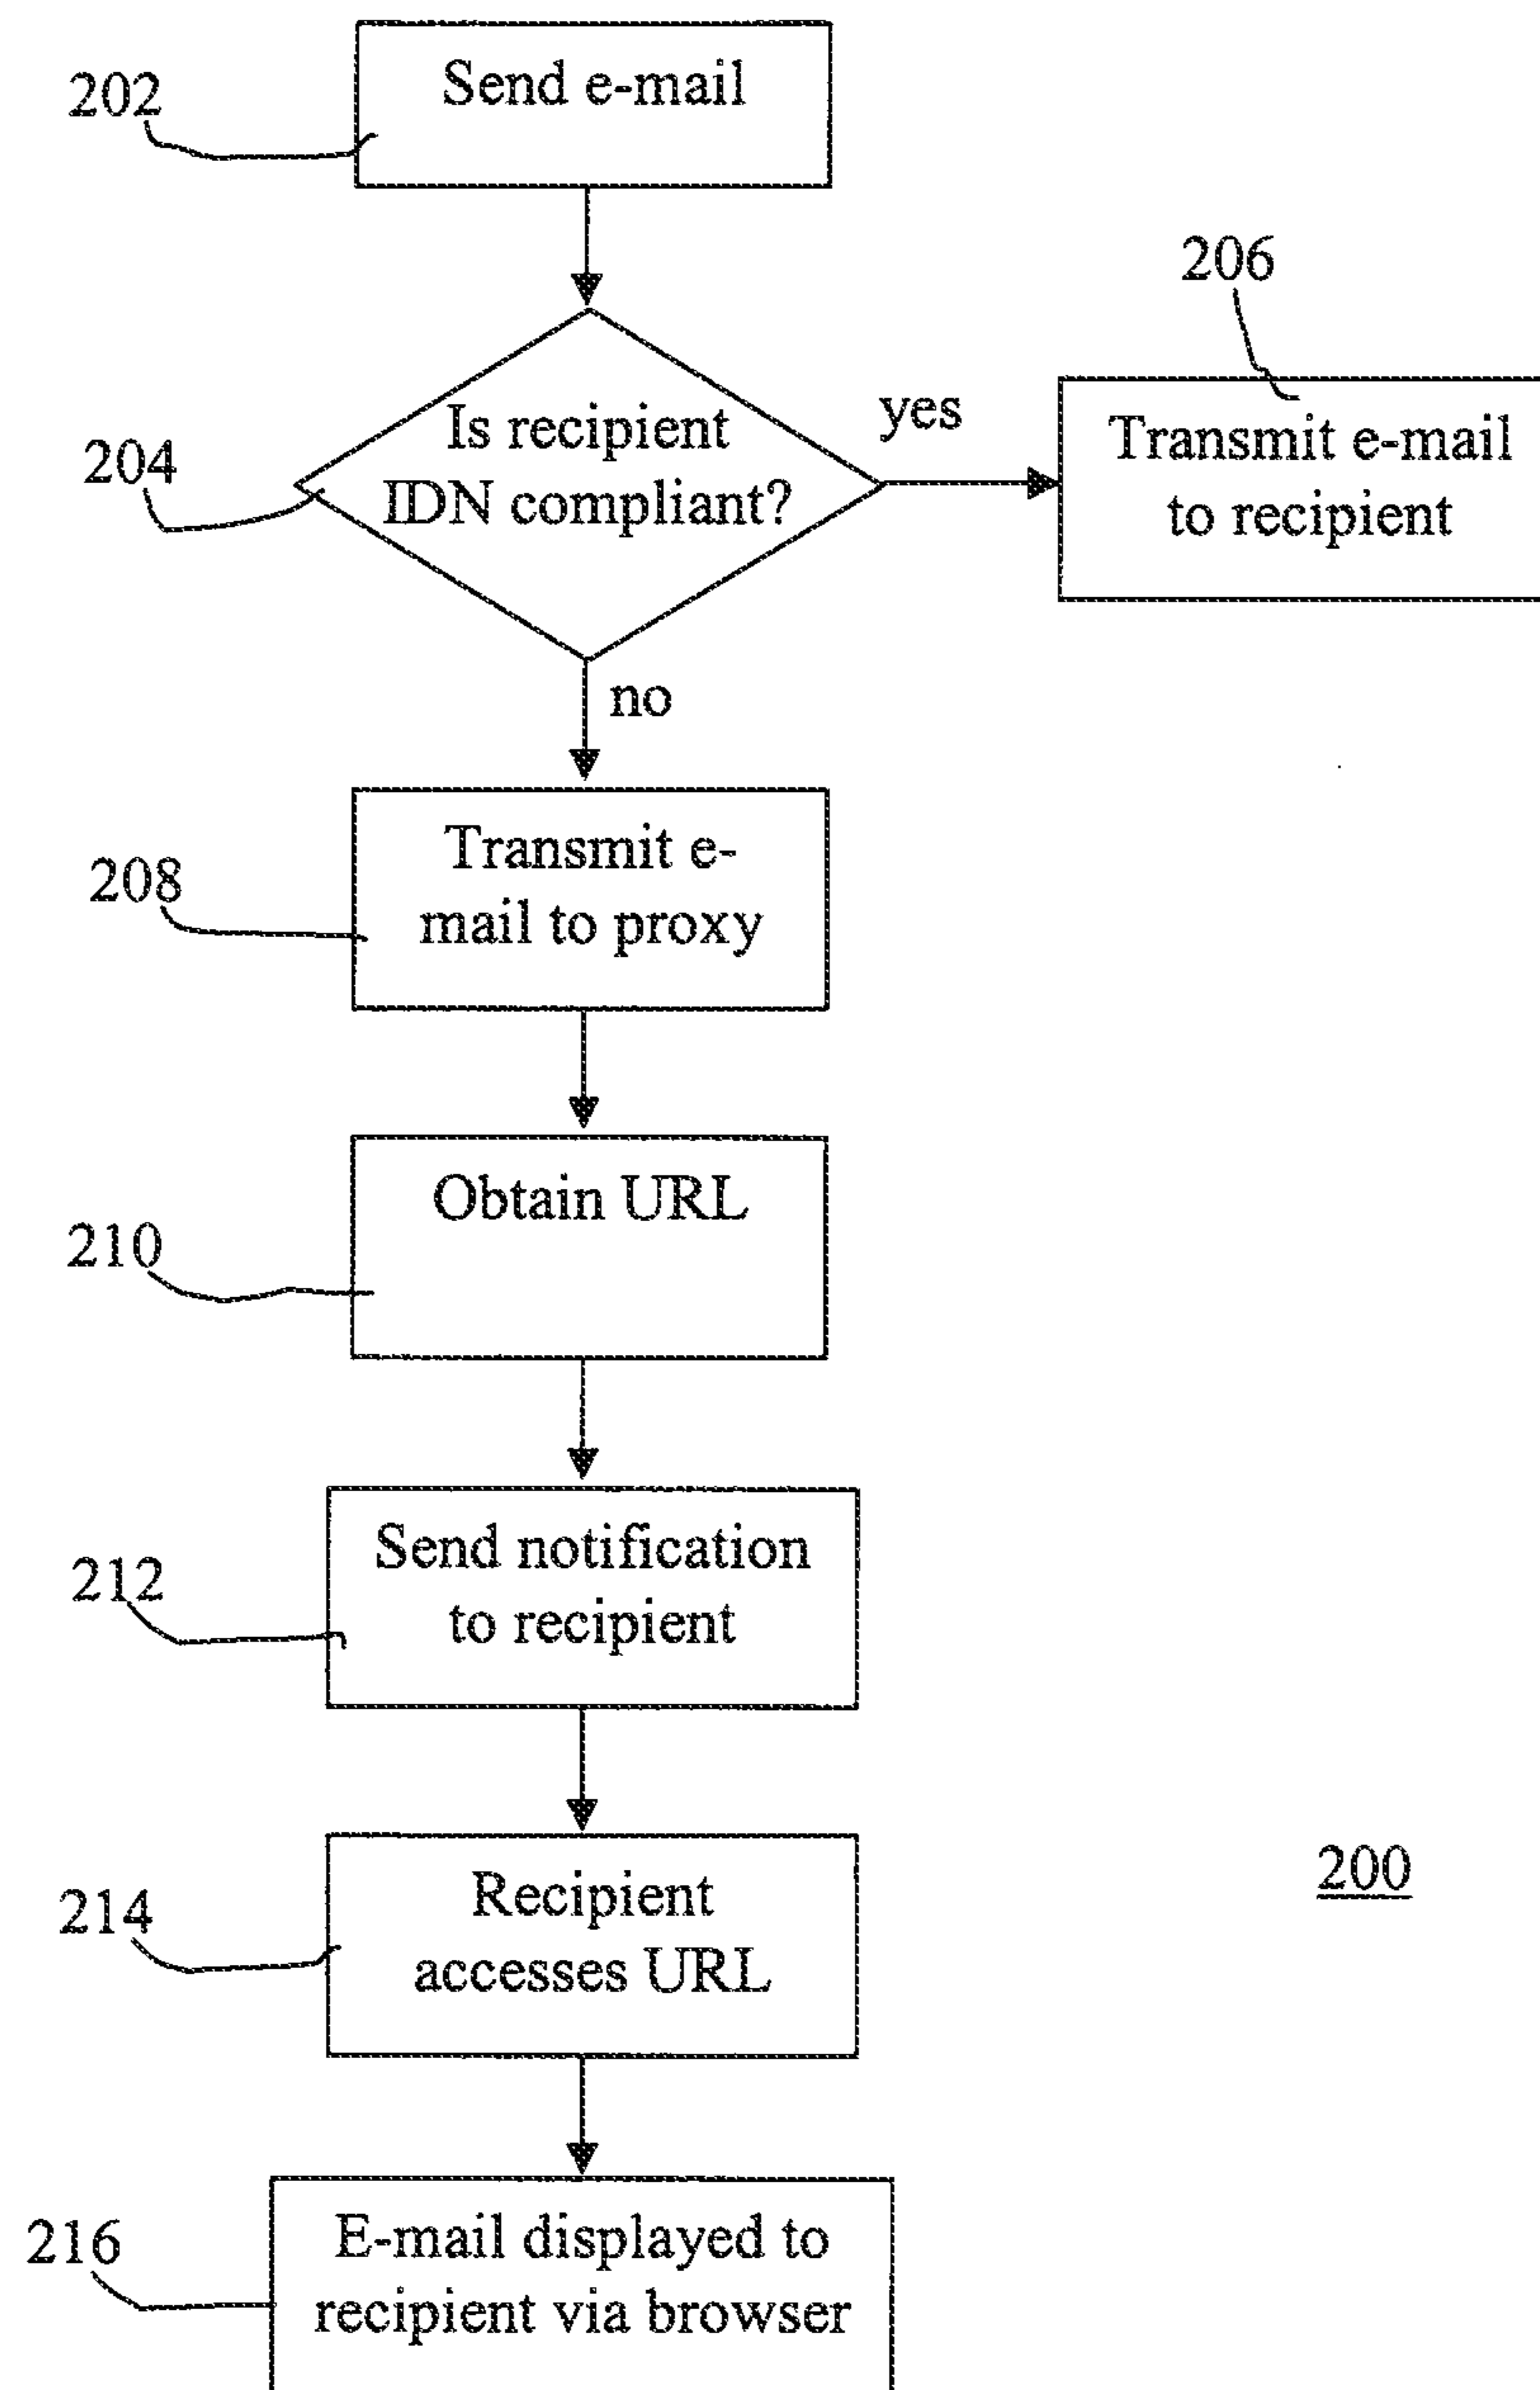 202
Send e-mail
206
204
Is recipient
IDN compliant?
yes
Transmit e-mail
to recipient
no
208
Transmit e-
mail to proxy
210
Obtain URL
212
Send notification
to recipient
214
Recipient
accesses URL
200
216
E-mail displayed to
recipient via browser